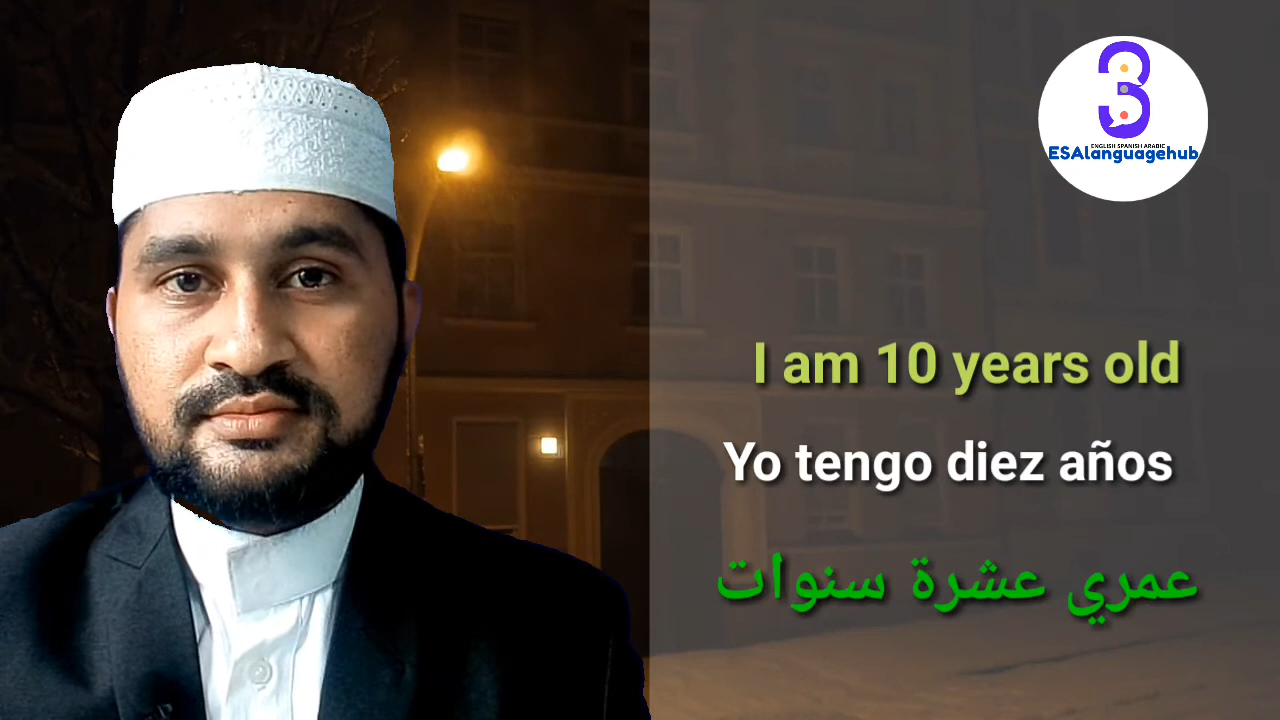 ENGLISH SPANISH ARABIC
ESAlanguagehub
I am 10 years old
Yo tengo diez años
عمري عشرة سنوات